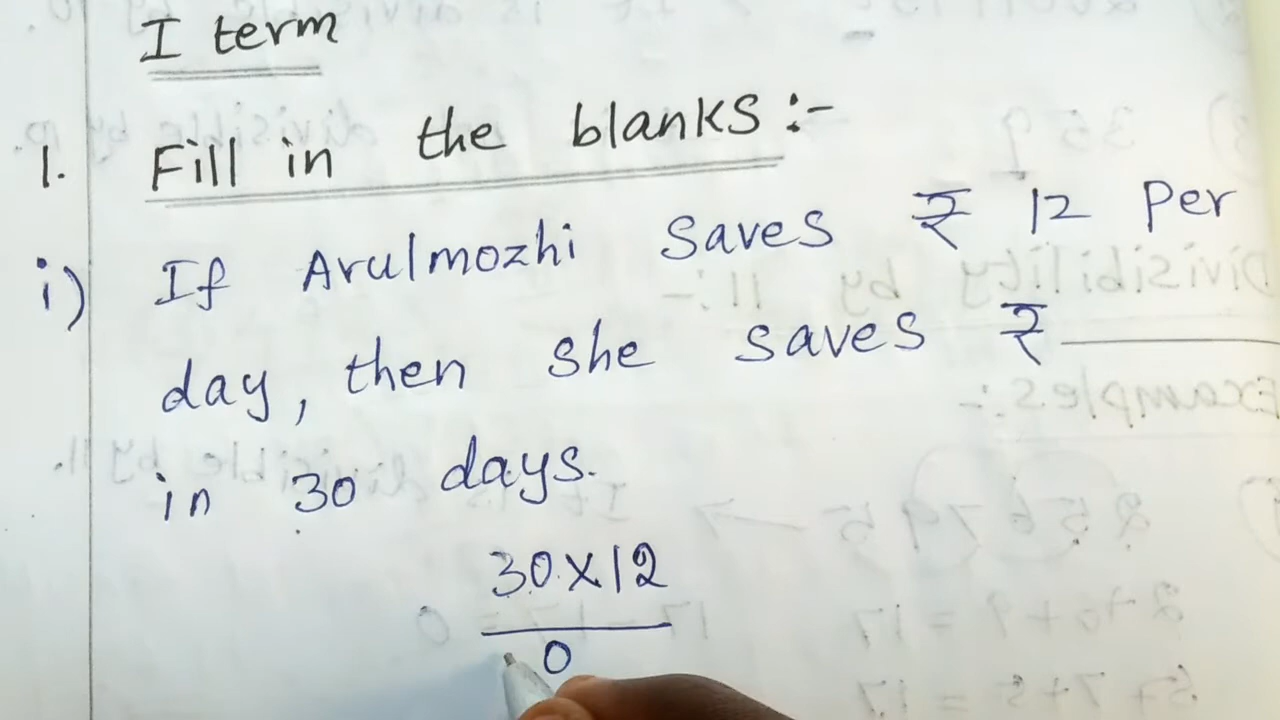 I term
1. Fill in the blanks :-
i) If Arulmozhi saves ₹ 12 Per
day, then she saves ₹ ______
in 30 days.
30 x 12
0